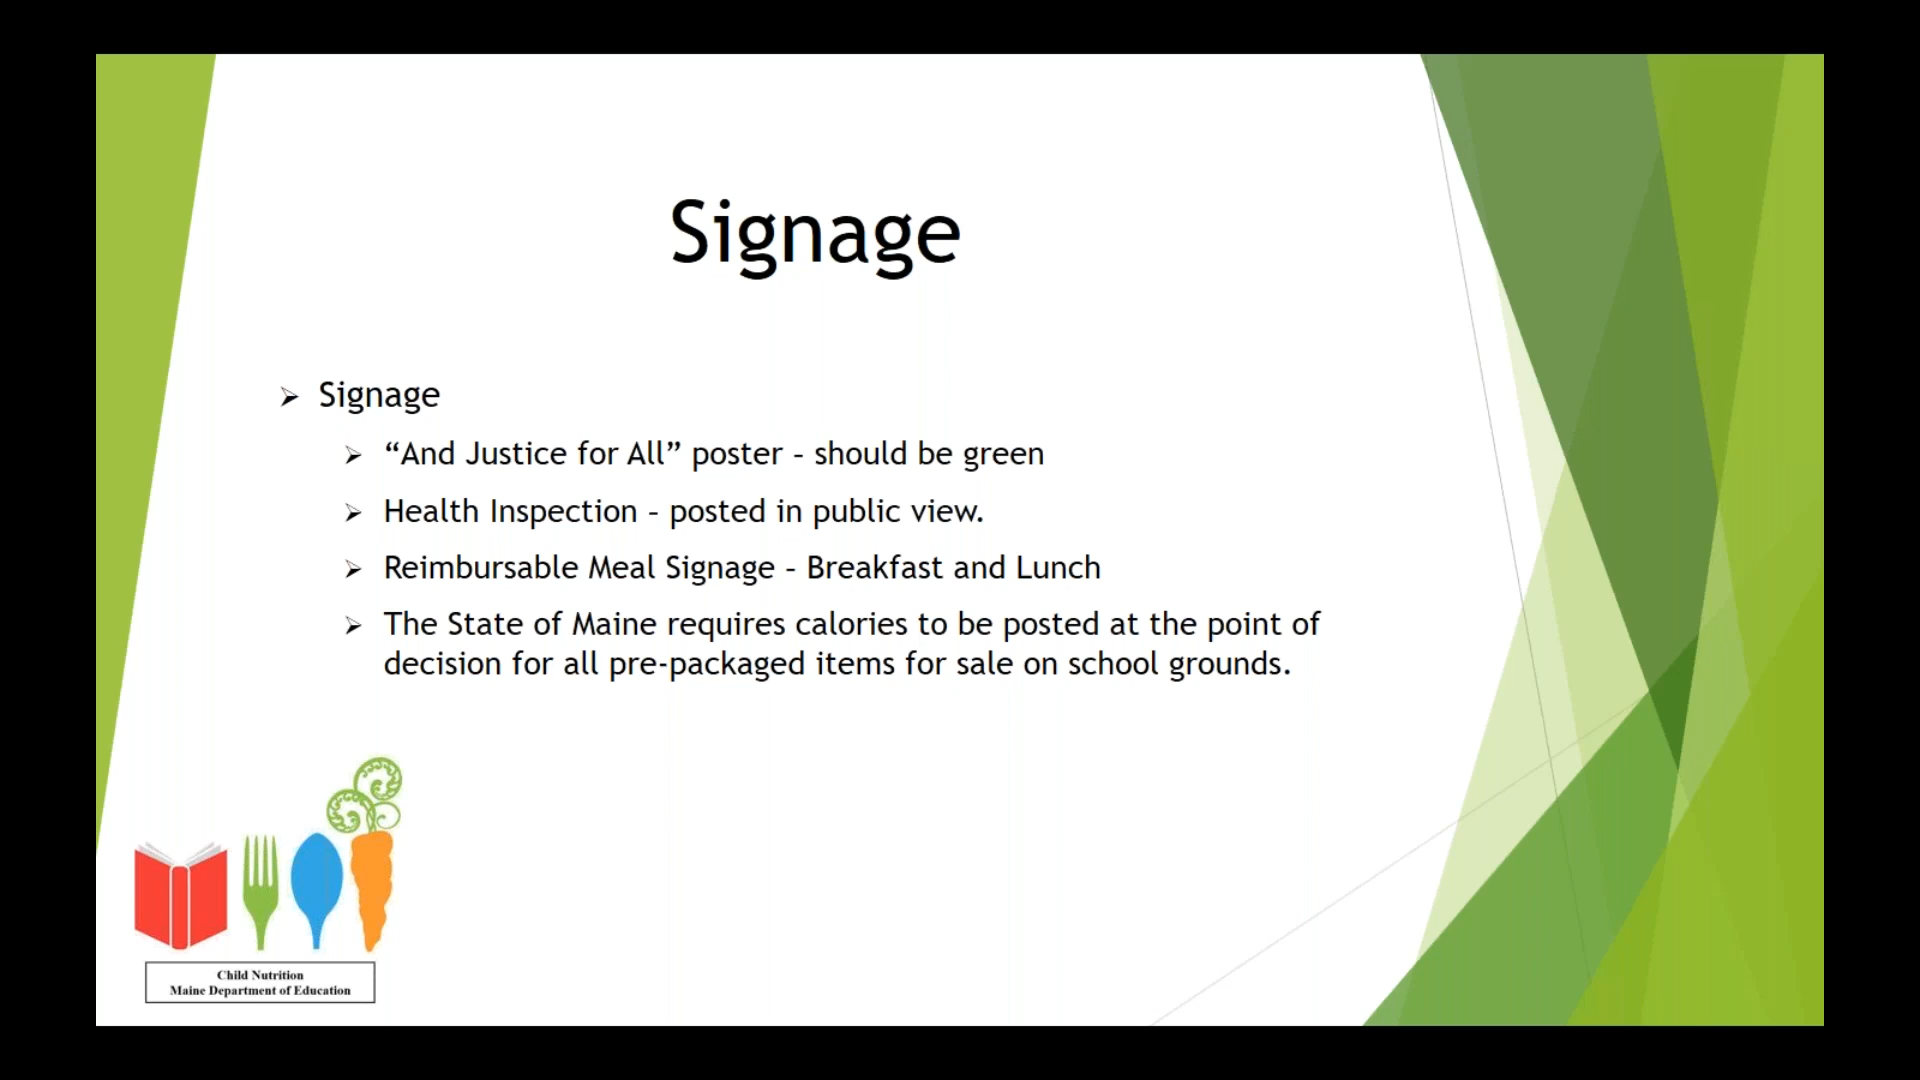 Signage
Signage
“And Justice for All” poster – should be green
Health Inspection – posted in public view.
Reimbursable Meal Signage – Breakfast and Lunch
The State of Maine requires calories to be posted at the point of
decision for all pre-packaged items for sale on school grounds.
Child Nutrition
Maine Department of Education